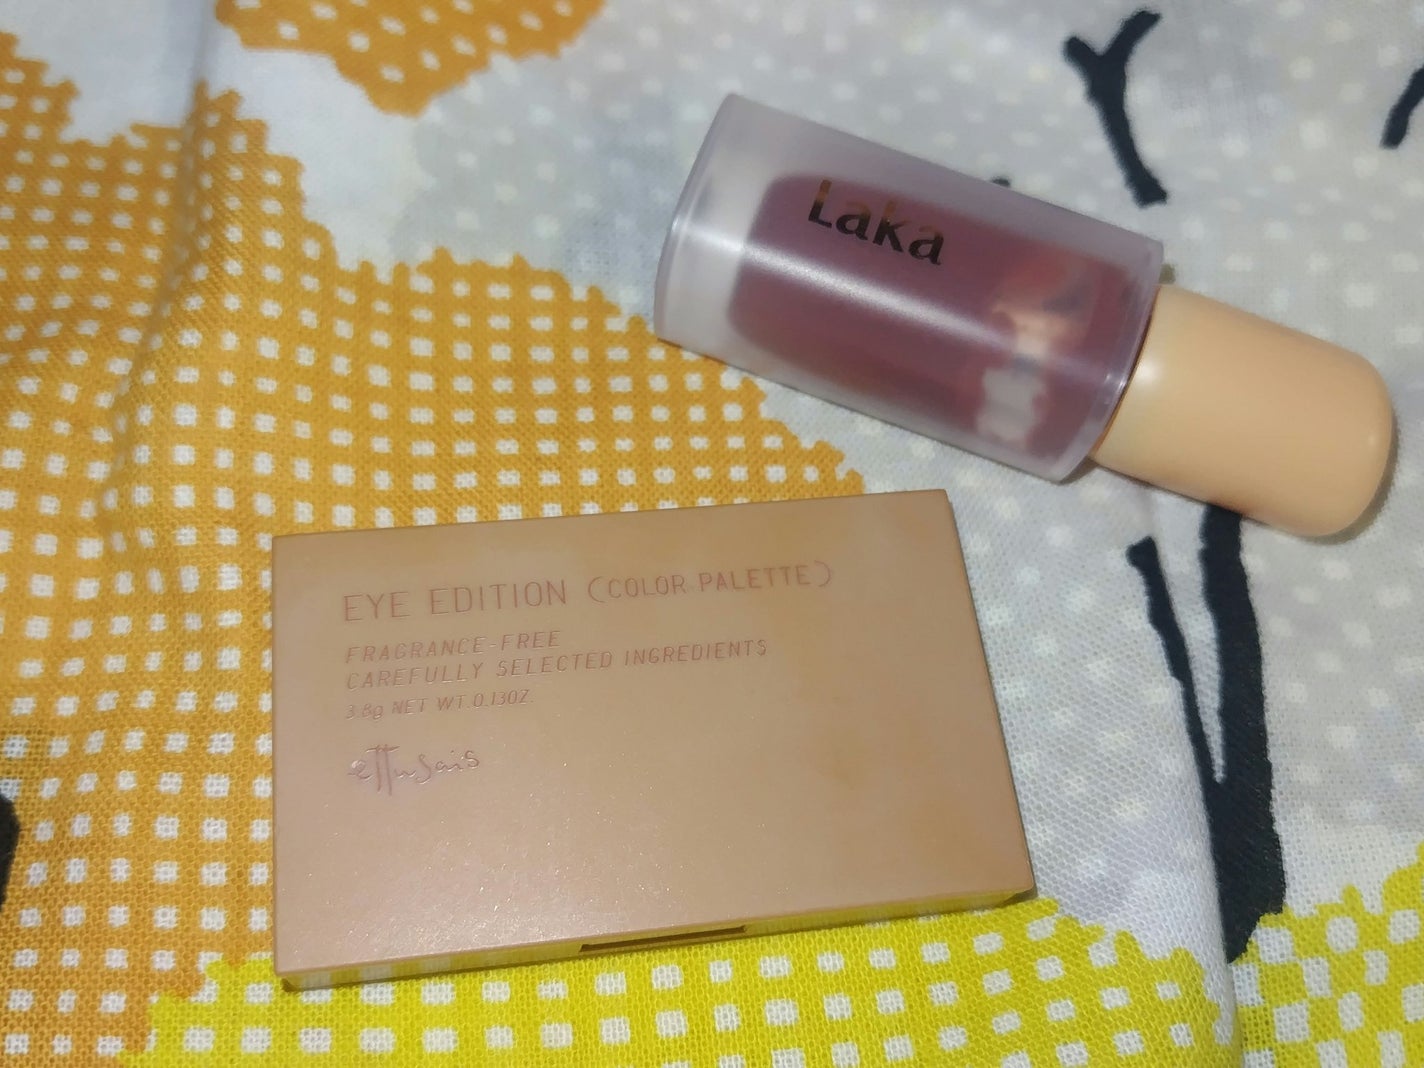 Laka
EYE EDITION (COLOR PALETTE)
FRAGRANCE-FREE
CAREFULLY SELECTED INGREDIENTS
3.8g NET WT.0.13OZ.
ettusais